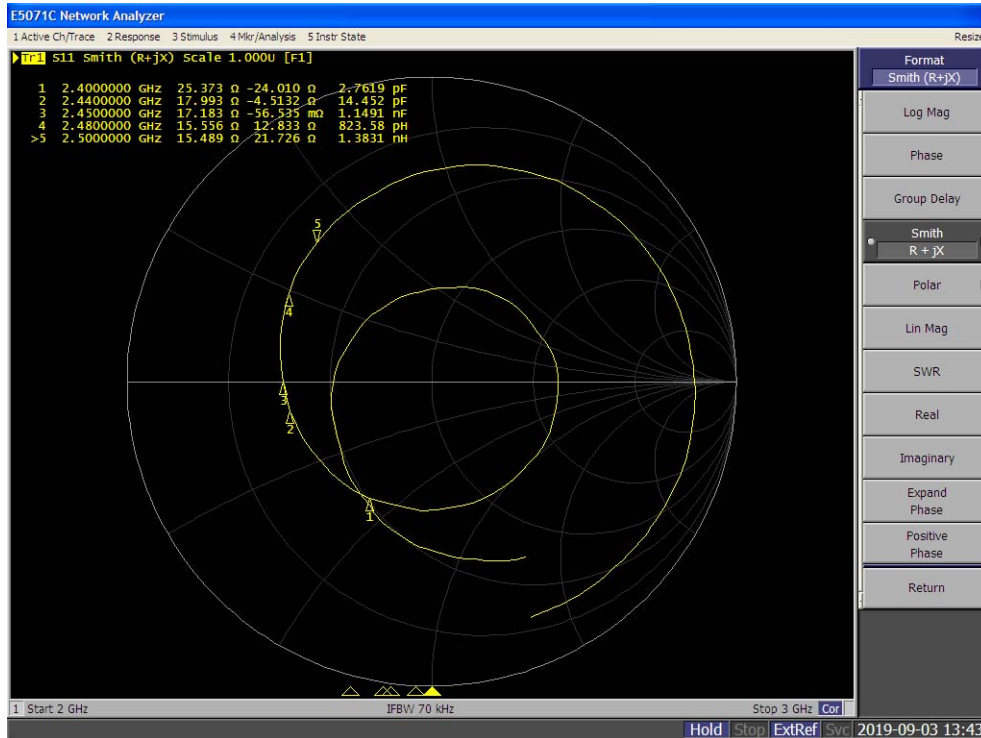 E5071C Network Analyzer
1 Active Ch/Trace 2 Response 3 Stimulus 4 Mkr/Analysis 5 Instr State
Resize
Tr1 S11 Smith (R+jX) Scale 1.000U [F1]
1 2.4000000 GHz 25.373 Ω -24.010 Ω 2.7619 pF
2 2.4400000 GHz 17.993 Ω -4.5132 Ω 14.452 pF
3 2.4500000 GHz 17.183 Ω -56.535 mΩ 1.1491 nF
4 2.4800000 GHz 15.556 Ω 12.833 Ω 823.58 pH
>5 2.5000000 GHz 15.489 Ω 21.726 Ω 1.3831 nH
5
4
3
2
1
Format
Smith (R+jX)
Log Mag
Phase
Group Delay
Smith
R + jX
Polar
Lin Mag
SWR
Real
Imaginary
Expand
Phase
Positive
Phase
Return
1 Start 2 GHz
IFBW 70 kHz
Stop 3 GHz Cor
Hold Stop ExtRef Svc 2019-09-03 13:43